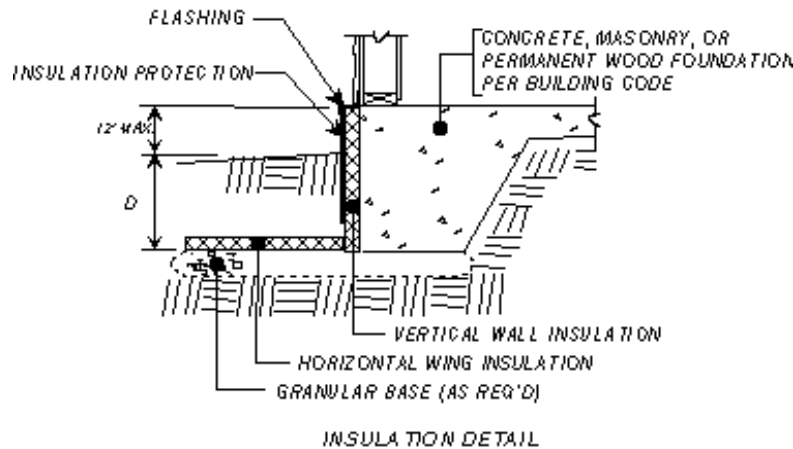 FLASHING
INSULATION PROTECTION
CONCRETE, MASONRY, OR
PERMANENT WOOD FOUNDATION
PER BUILDING CODE
12" MAX.
D
VERTICAL WALL INSULATION
HORIZONTAL WING INSULATION
GRANULAR BASE (AS REQ'D)
INSULATION DETAIL